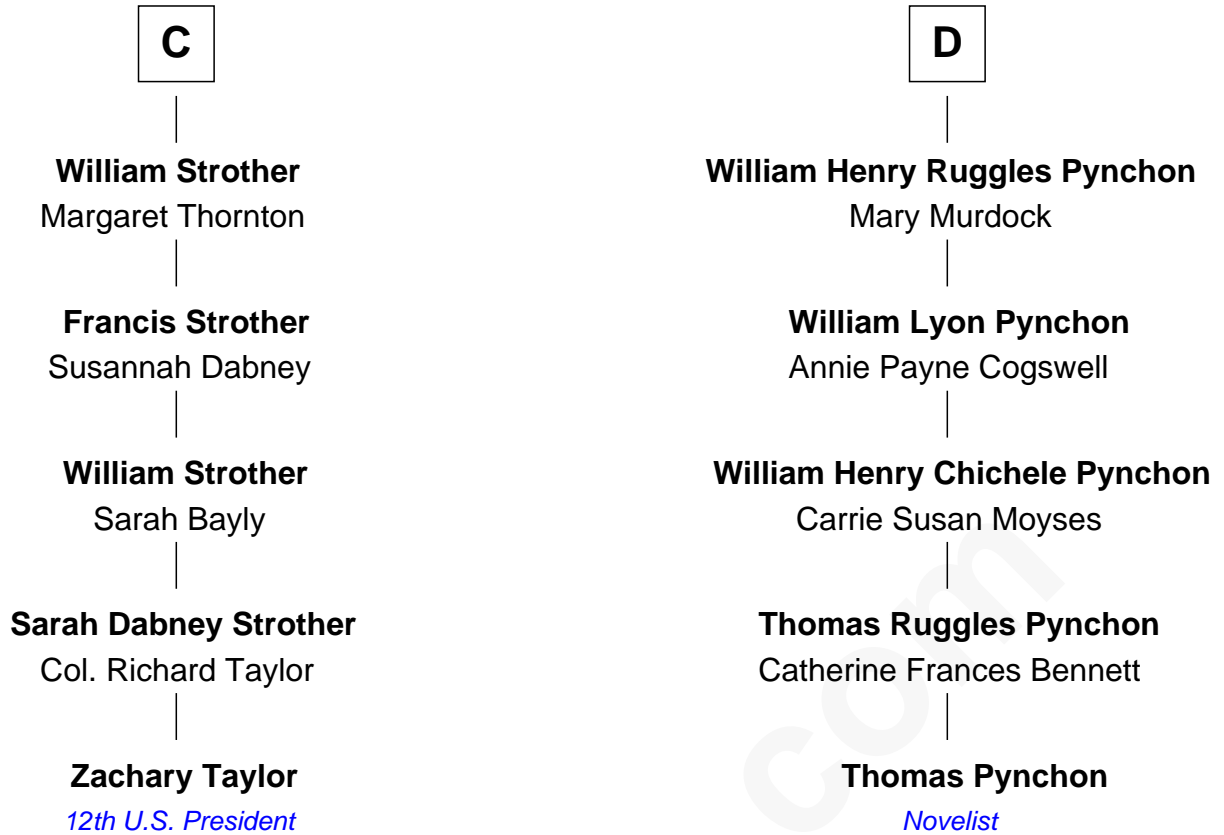 C
William Strother
Margaret Thornton
Francis Strother
Susannah Dabney
William Strother
Sarah Bayly
Sarah Dabney Strother
Col. Richard Taylor
Zachary Taylor
12th U.S. President
D
William Henry Ruggles Pynchon
Mary Murdock
William Lyon Pynchon
Annie Payne Cogswell
William Henry Chichele Pynchon
Carrie Susan Moyses
Thomas Ruggles Pynchon
Catherine Frances Bennett
Thomas Pynchon
Novelist
com